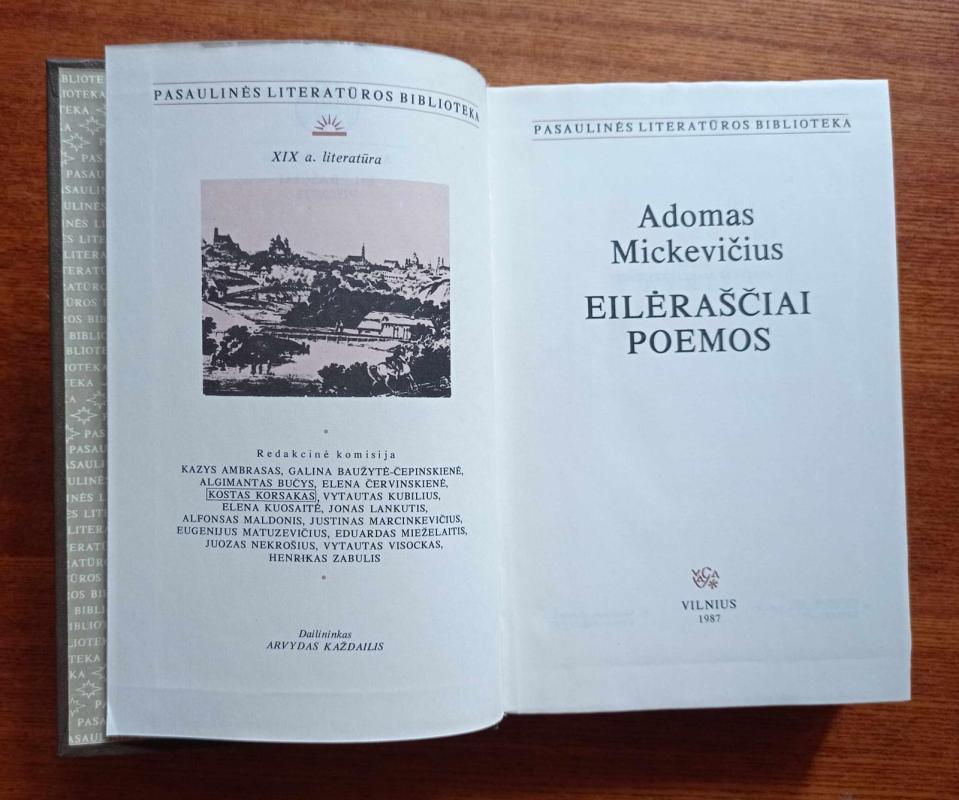 PASAULINĖS LITERATŪROS BIBLIOTEKA
XIX a. literatūra
Redakcinė komisija
KAZYS AMBRASAS, GALINA BAUŽYTĖ-ČEPINSKIENĖ,
ALGIMANTAS BUČYS, ELENA ČERVINSKIENĖ,
KOSTAS KORSAKAS, VYTAUTAS KUBILIUS,
ELENA KUOSAITĖ, JONAS LANKUTIS,
ALFONSAS MALDONIS, JUSTINAS MARCINKEVIČIUS,
EUGENIJUS MATUZEVIČIUS, EDUARDAS MIEŽELAITIS,
JUOZAS NEKROŠIUS, VYTAUTAS VISOCKAS,
HENRIKAS ZABULIS
Dailininkas
ARVYDAS KAŽDAILIS
PASAULINĖS LITERATŪROS BIBLIOTEKA
Adomas
Mickevičius
EILĖRAŠČIAI
POEMOS
VAGA
VILNIUS
1987